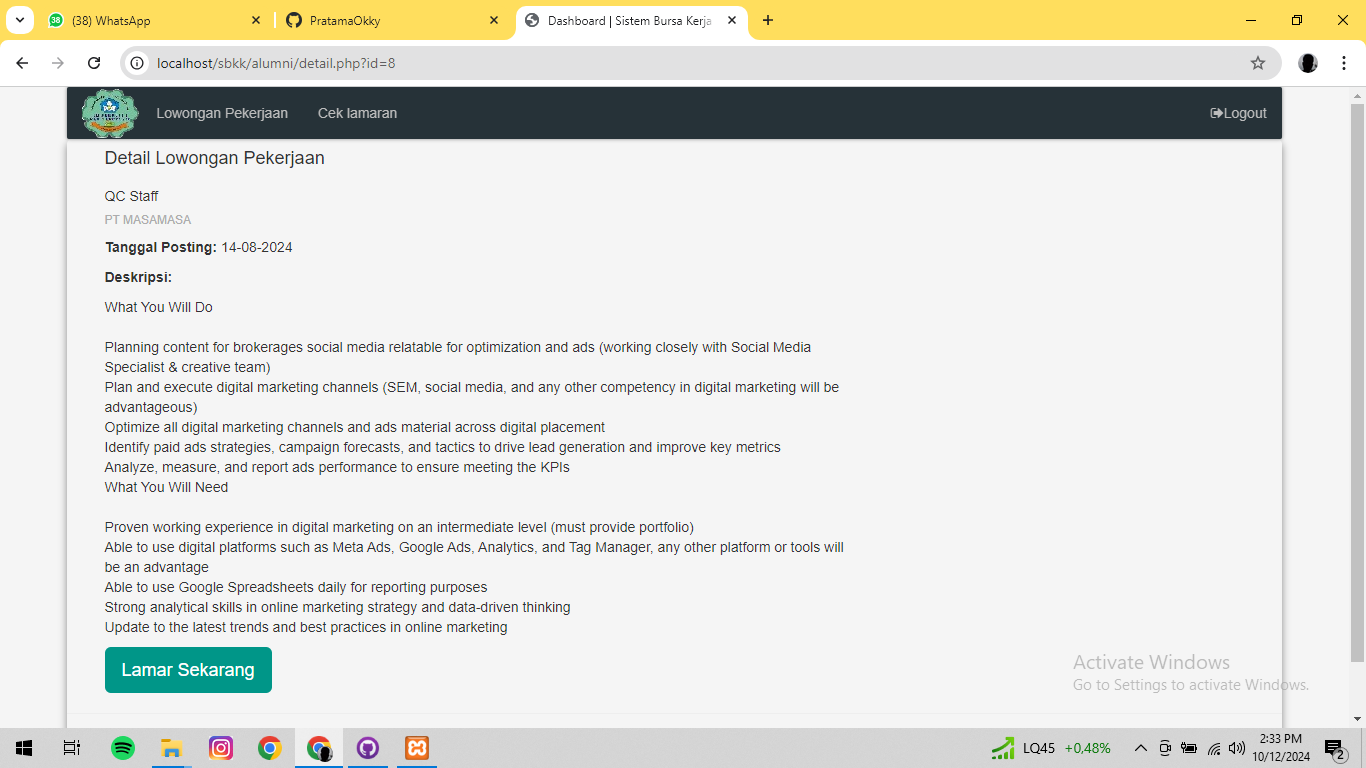 (38) WhatsApp
PratamaOkky
Dashboard | Sistem Bursa Kerja
localhost/sbkk/alumni/detail.php?id=8
Lowongan Pekerjaan
Cek lamaran
Logout
Detail Lowongan Pekerjaan
QC Staff
PT MASAMASA
Tanggal Posting: 14-08-2024
Deskripsi:
What You Will Do
Planning content for brokerages social media relatable for optimization and ads (working closely with Social Media
Specialist & creative team)
Plan and execute digital marketing channels (SEM, social media, and any other competency in digital marketing will be
advantageous)
Optimize all digital marketing channels and ads material across digital placement
Identify paid ads strategies, campaign forecasts, and tactics to drive lead generation and improve key metrics
Analyze, measure, and report ads performance to ensure meeting the KPIs
What You Will Need
Proven working experience in digital marketing on an intermediate level (must provide portfolio)
Able to use digital platforms such as Meta Ads, Google Ads, Analytics, and Tag Manager, any other platform or tools will
be an advantage
Able to use Google Spreadsheets daily for reporting purposes
Strong analytical skills in online marketing strategy and data-driven thinking
Update to the latest trends and best practices in online marketing
Lamar Sekarang
Activate Windows
Go to Settings to activate Windows.
LQ45 +0,48%
2:33 PM
10/12/2024
2